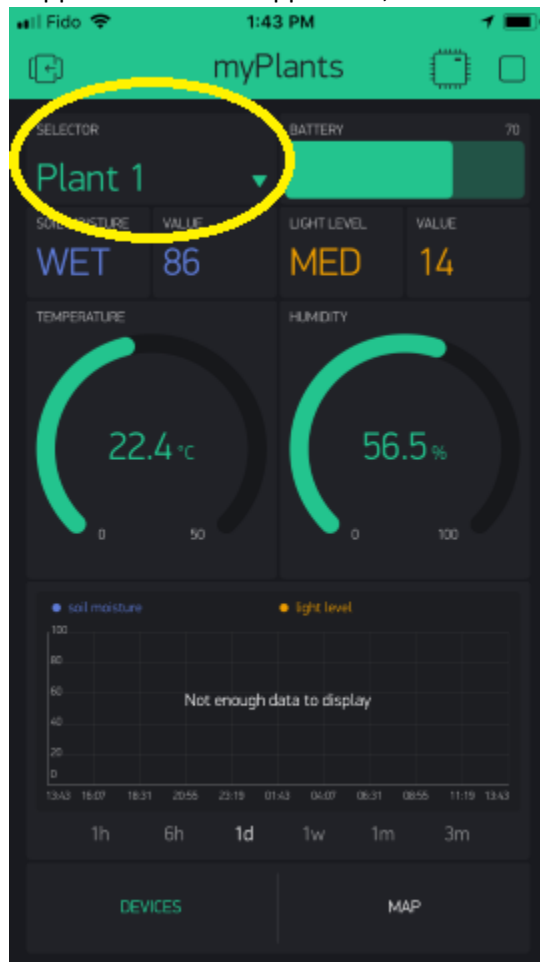 Fido 1:43 PM
myPlants
SELECTOR
Plant 1
BATTERY 70
SOIL MOISTURE VALUE LIGHT LEVEL VALUE
WET 86 MED 14
TEMPERATURE HUMIDITY
22.4 °C 56.5 %
0 50 0 100
soil moisture light level
100
80
60
Not enough data to display
40
20
0
13:43 16:07 18:31 20:55 23:19 01:43 04:07 06:31 08:55 11:19 13:43
1h 6h 1d 1w 1m 3m
DEVICES MAP